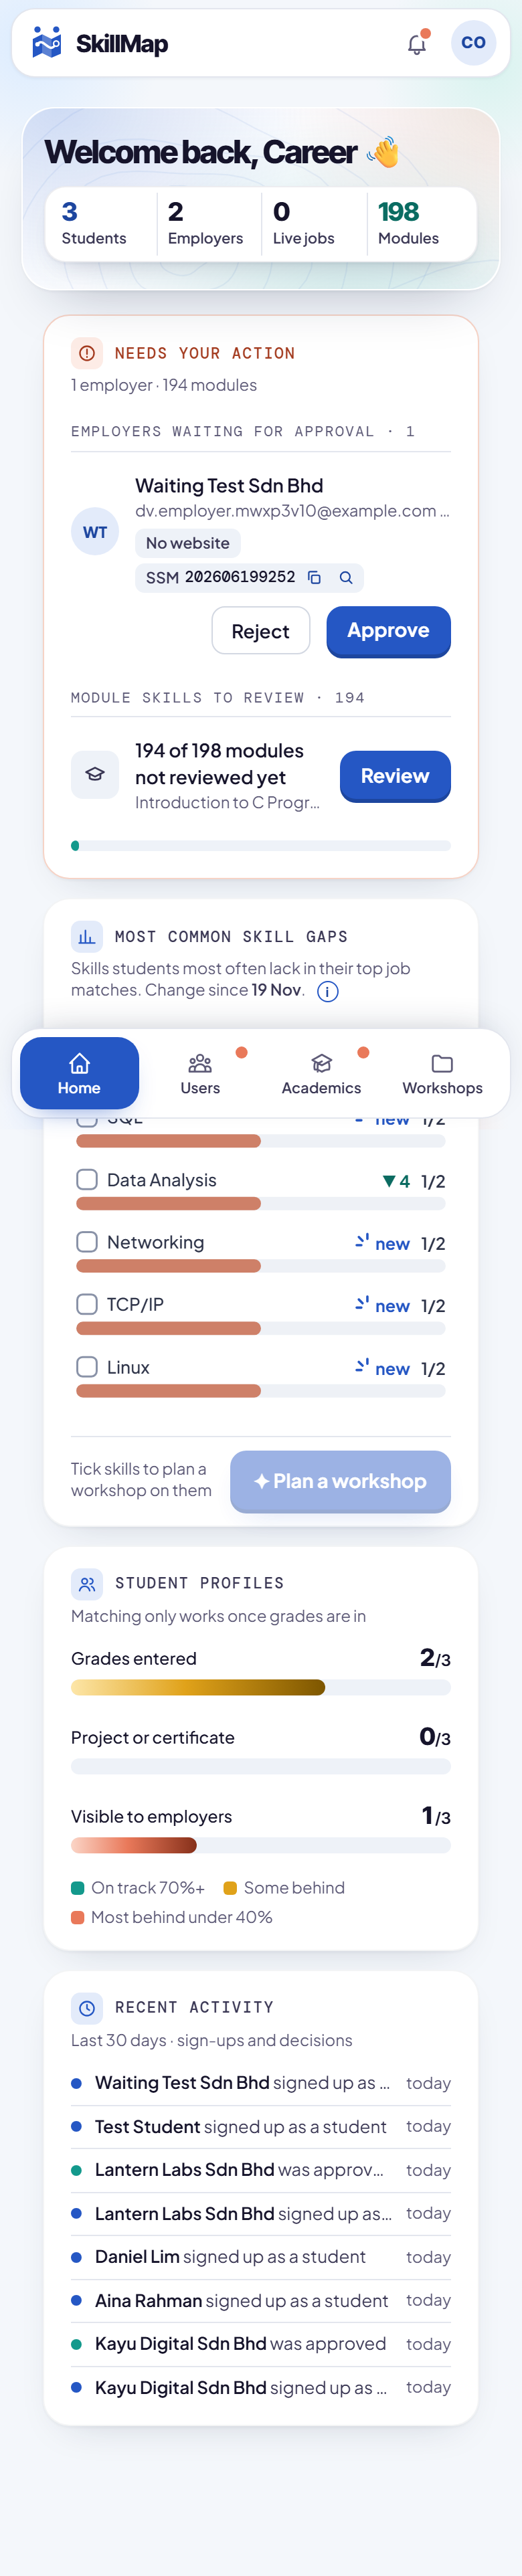 SkillMap
CO
Welcome back, Career 👋
3
Students
2
Employers
0
Live jobs
198
Modules
NEEDS YOUR ACTION
1 employer · 194 modules
EMPLOYERS WAITING FOR APPROVAL · 1
WT
Waiting Test Sdn Bhd
dv.employer.mwxp3v10@example.com ...
No website
SSM 202606199252
Reject
Approve
MODULE SKILLS TO REVIEW · 194
194 of 198 modules
not reviewed yet
Introduction to C Progr...
Review
MOST COMMON SKILL GAPS
Skills students most often lack in their top job
matches. Change since 19 Nov.
Home
Users
Academics
Workshops
SQL new 1/2
Data Analysis ▼4 1/2
Networking new 1/2
TCP/IP new 1/2
Linux new 1/2
Tick skills to plan a
workshop on them
✦ Plan a workshop
STUDENT PROFILES
Matching only works once grades are in
Grades entered 2/3
Project or certificate 0/3
Visible to employers 1/3
On track 70%+ Some behind
Most behind under 40%
RECENT ACTIVITY
Last 30 days · sign-ups and decisions
Waiting Test Sdn Bhd signed up as ... today
Test Student signed up as a student today
Lantern Labs Sdn Bhd was approv... today
Lantern Labs Sdn Bhd signed up as... today
Daniel Lim signed up as a student today
Aina Rahman signed up as a student today
Kayu Digital Sdn Bhd was approved today
Kayu Digital Sdn Bhd signed up as ... today